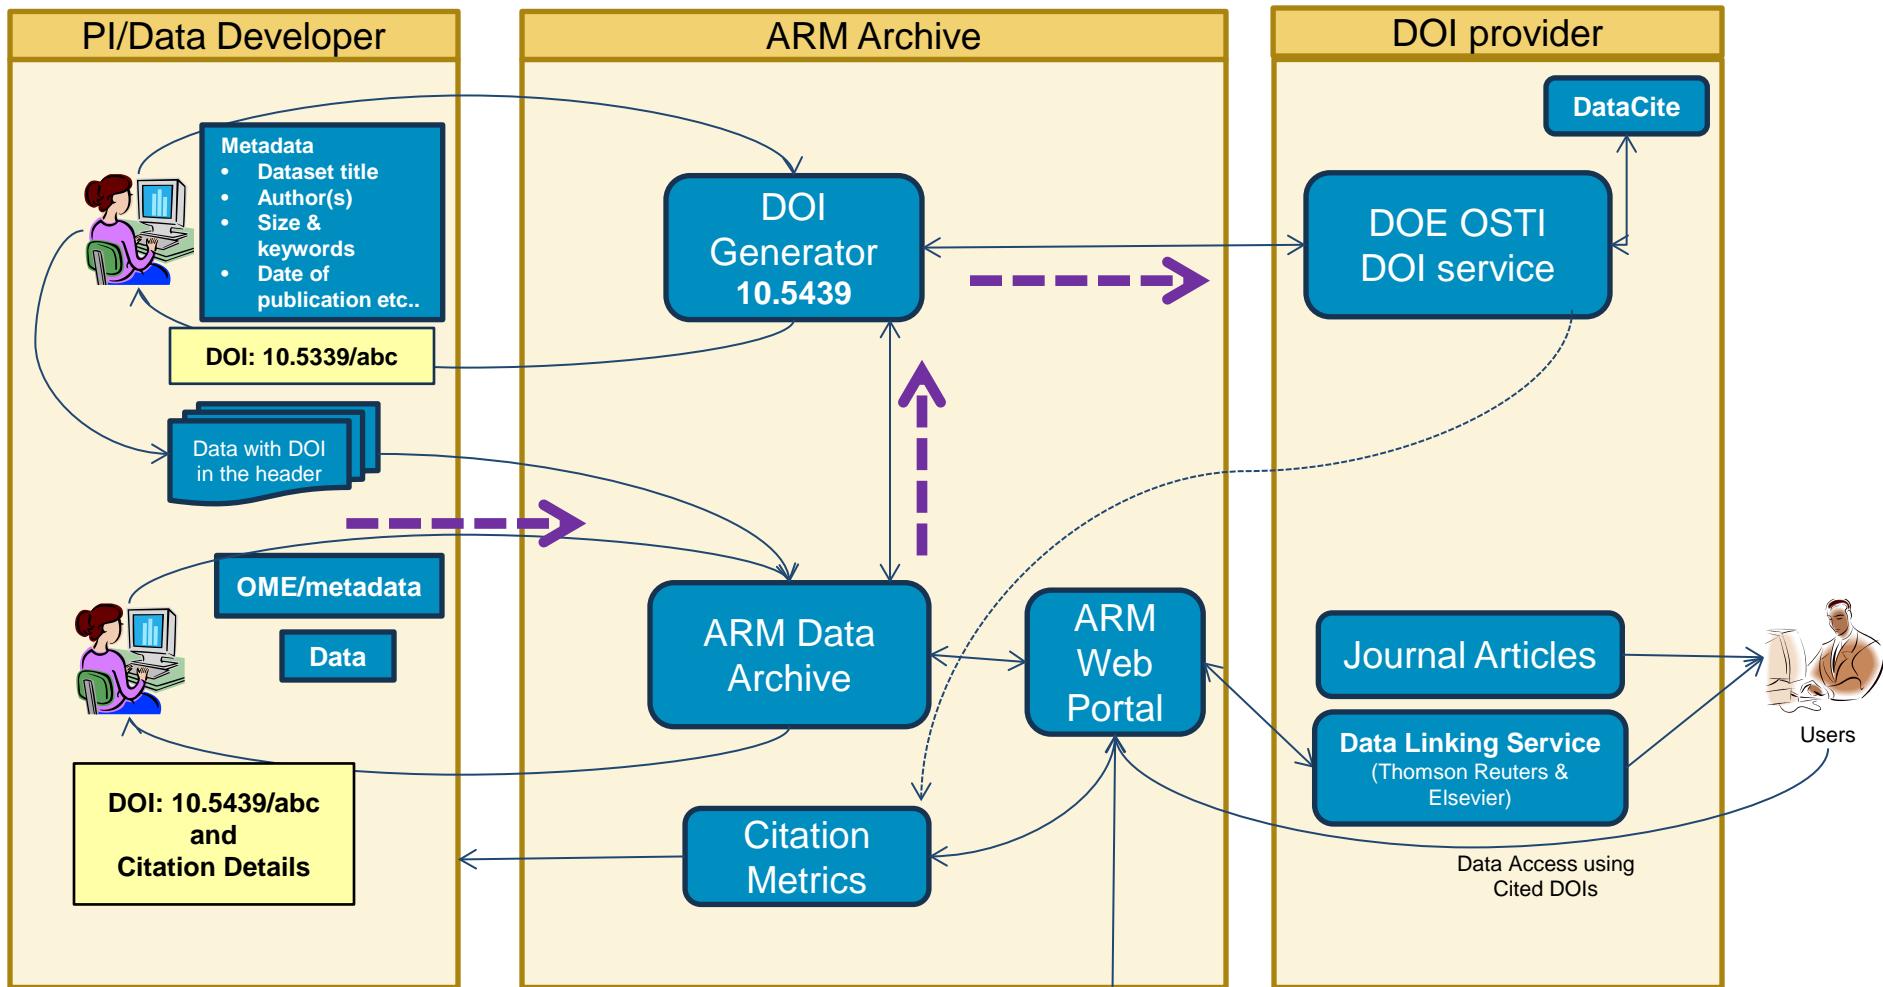 PI/Data Developer
ARM Archive
DOI provider
DataCite
Metadata
• Dataset title
• Author(s)
• Size &
keywords
• Date of
publication etc..
DOI
Generator
10.5439
DOE OSTI
DOI service
DOI: 10.5339/abc
Data with DOI
in the header
OME/metadata
Data
ARM Data
Archive
ARM
Web
Portal
Journal Articles
Data Linking Service
(Thomson Reuters &
Elsevier)
Users
DOI: 10.5439/abc
and
Citation Details
Citation
Metrics
Data Access using
Cited DOIs